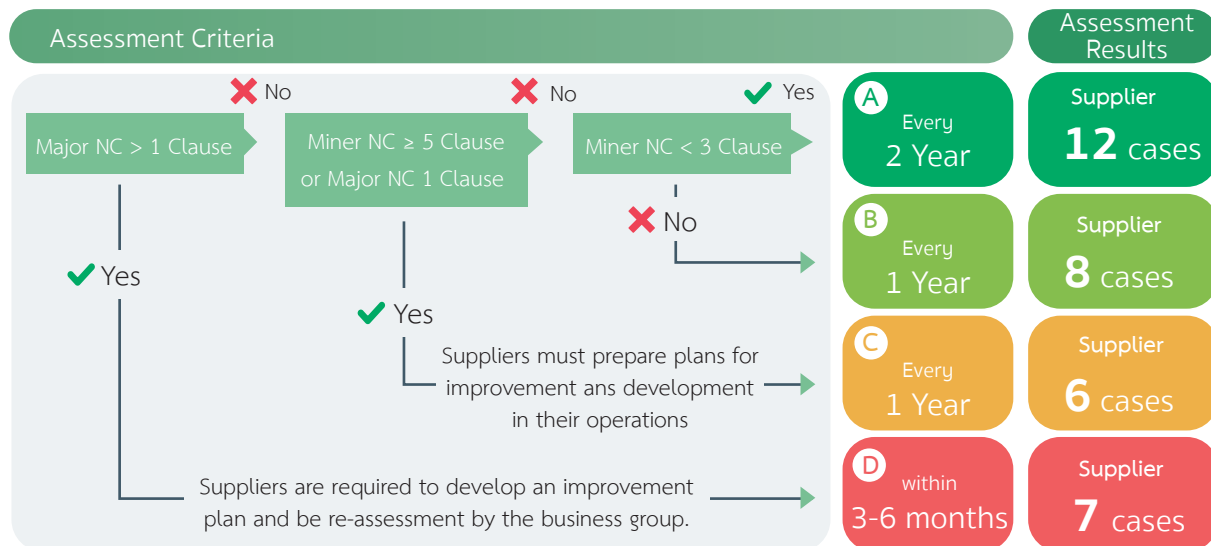 Assessment Criteria
Assessment
Results
No
No
Yes
Major NC > 1 Clause
Miner NC ≥ 5 Clause
or Major NC 1 Clause
Miner NC < 3 Clause
A
Every
2 Year
Supplier
12 cases
No
B
Every
1 Year
Supplier
8 cases
Yes
Yes
Suppliers must prepare plans for
improvement ans development
in their operations
C
Every
1 Year
Supplier
6 cases
Suppliers are required to develop an improvement
plan and be re-assessment by the business group.
D
within
3-6 months
Supplier
7 cases